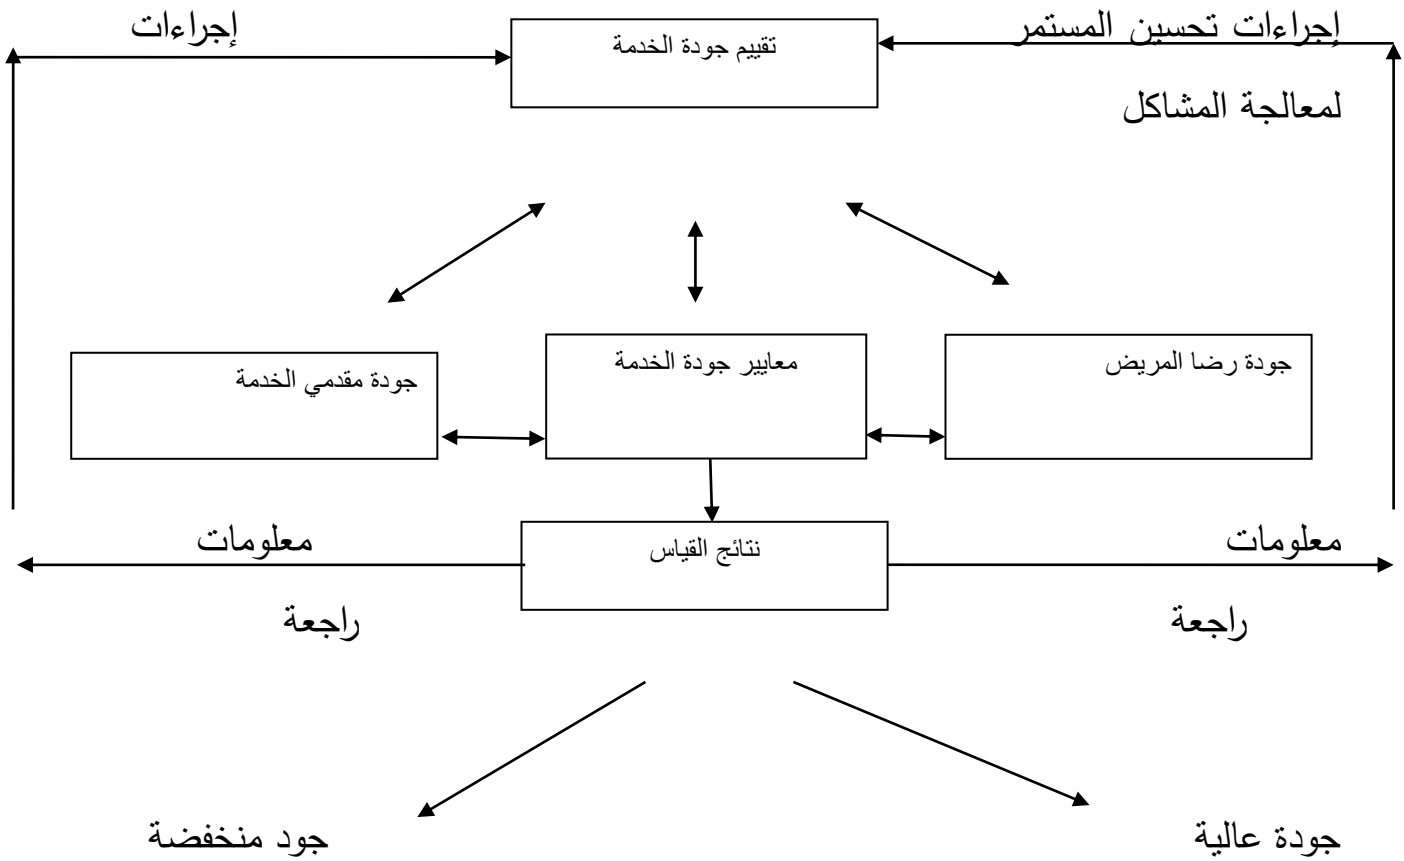 إجراءات تحسين المستمر
إجراءات
تقييم جودة الخدمة
لمعالجة المشاكل
جودة رضا المريض
معايير جودة الخدمة
جودة مقدمي الخدمة
معلومات
نتائج القياس
معلومات
راجعة
راجعة
جودة عالية
جود منخفضة